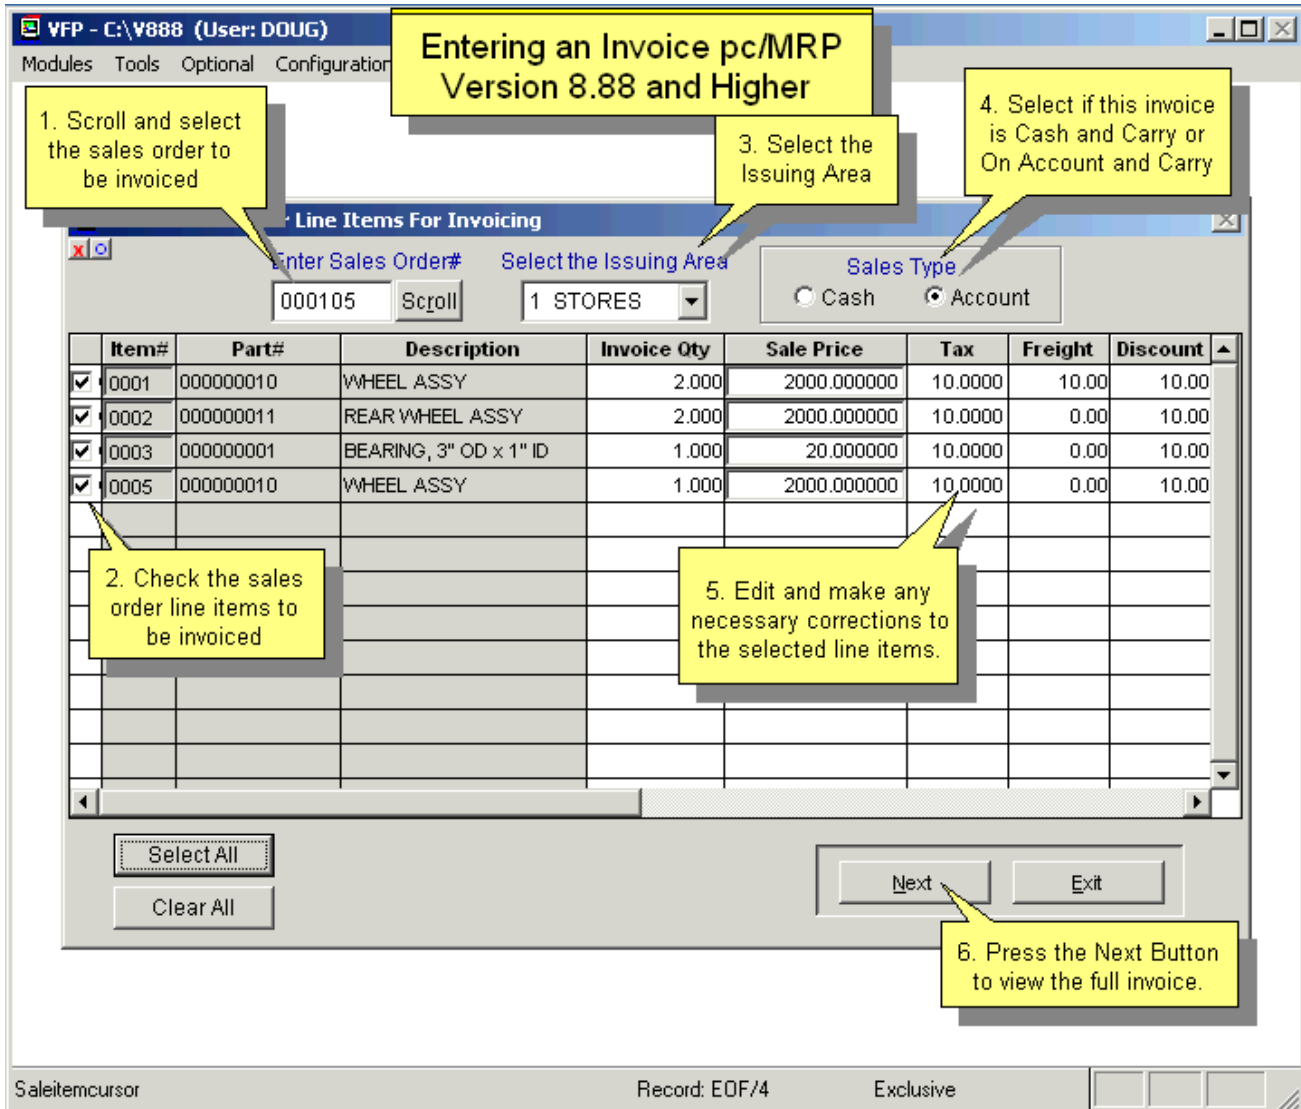 VFP - C:\V888 (User: DOUG)
Modules Tools Optional Configuration
Entering an Invoice pc/MRP
Version 8.88 and Higher
1. Scroll and select
the sales order to
be invoiced
3. Select the
Issuing Area
4. Select if this invoice
is Cash and Carry or
On Account and Carry
Line Items For Invoicing
Enter Sales Order#
Select the Issuing Area
Sales Type
000105
Scroll
1 STORES
Cash
Account
Item# Part# Description Invoice Qty Sale Price Tax Freight Discount
0001 000000010 WHEEL ASSY 2.000 2000.000000 10.0000 10.00 10.00
0002 000000011 REAR WHEEL ASSY 2.000 2000.000000 10.0000 0.00 10.00
0003 000000001 BEARING, 3" OD x 1" ID 1.000 20.000000 10.0000 0.00 10.00
0005 000000010 WHEEL ASSY 1.000 2000.000000 10.0000 0.00 10.00
2. Check the sales
order line items to
be invoiced
5. Edit and make any
necessary corrections to
the selected line items.
Select All
Clear All
Next
Exit
6. Press the Next Button
to view the full invoice.
Saleitemcursor Record: EOF/4 Exclusive